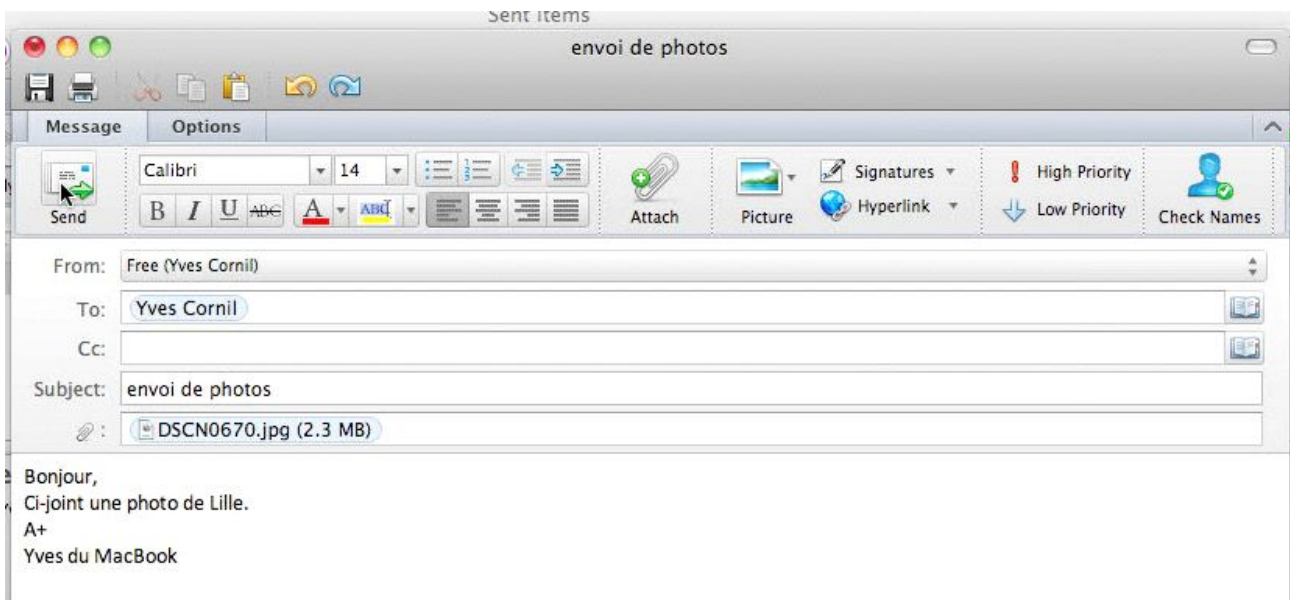 Sent Items
envoi de photos
Message Options
Calibri 14 Signatures High Priority
Send B I U ABC A ABC Attach Picture Hyperlink Low Priority Check Names
From: Free (Yves Cornil)
To: Yves Cornil
Cc:
Subject: envoi de photos
: DSCN0670.jpg (2.3 MB)
Bonjour,
Ci-joint une photo de Lille.
A+
Yves du MacBook